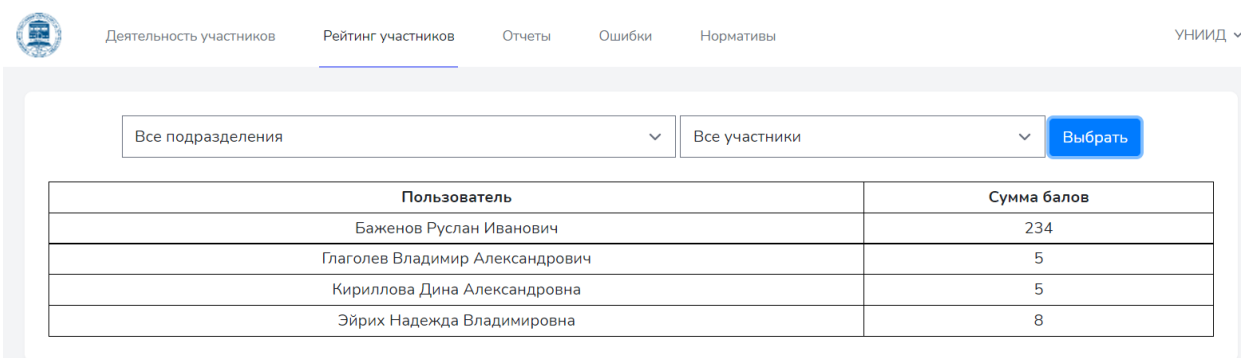 Деятельность участников Рейтинг участников Отчеты Ошибки Нормативы УНИИД
Все подразделения Все участники Выбрать
Пользователь Сумма балов
Баженов Руслан Иванович 234
Глаголев Владимир Александрович 5
Кириллова Дина Александровна 5
Эйрих Надежда Владимировна 8